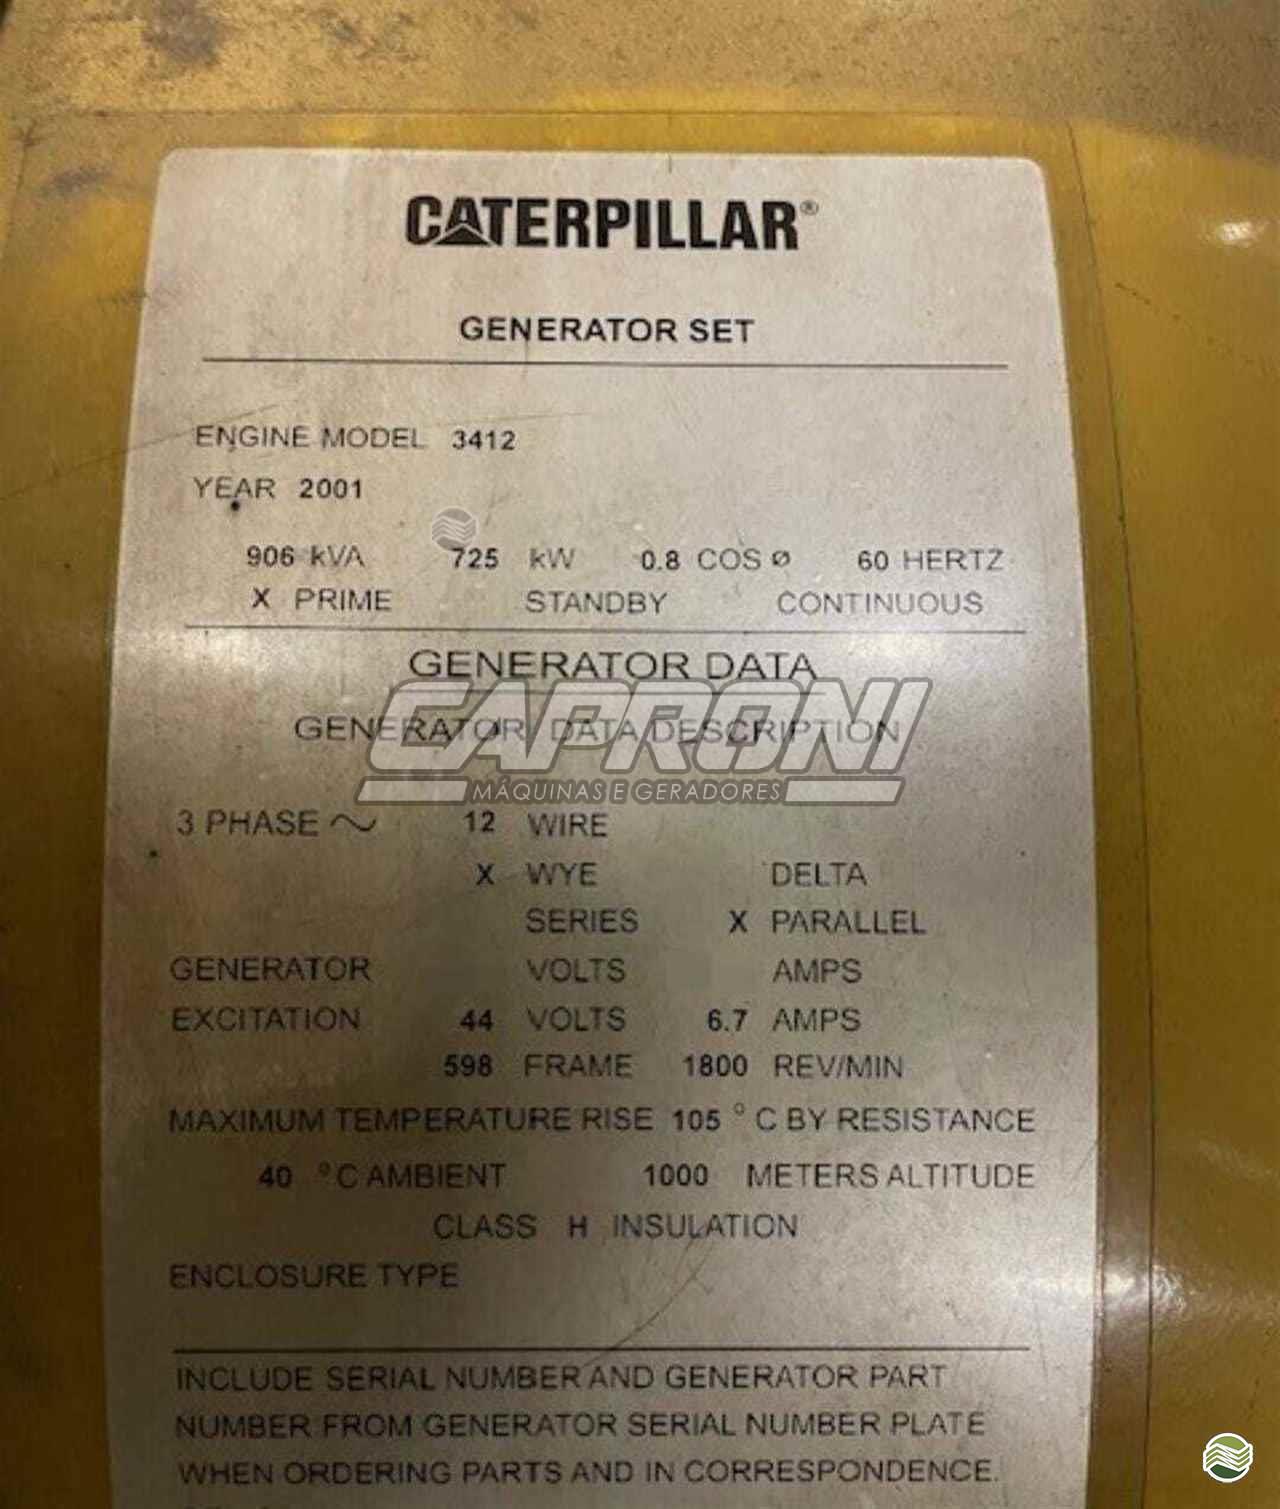 CATERPILLAR®
GENERATOR SET
ENGINE MODEL 3412
YEAR 2001
906 kVA 725 kW 0.8 COS ø 60 HERTZ
X PRIME STANDBY CONTINUOUS
GENERATOR DATA
GENERATOR DATA DESCRIPTION
CAPRONI
MÁQUINAS E GERADORES
3 PHASE ~ 12 WIRE
X WYE DELTA
SERIES X PARALLEL
GENERATOR VOLTS AMPS
EXCITATION 44 VOLTS 6.7 AMPS
598 FRAME 1800 REV/MIN
MAXIMUM TEMPERATURE RISE 105 °C BY RESISTANCE
40 °C AMBIENT 1000 METERS ALTITUDE
CLASS H INSULATION
ENCLOSURE TYPE
INCLUDE SERIAL NUMBER AND GENERATOR PART
NUMBER FROM GENERATOR SERIAL NUMBER PLATE
WHEN ORDERING PARTS AND IN CORRESPONDENCE.